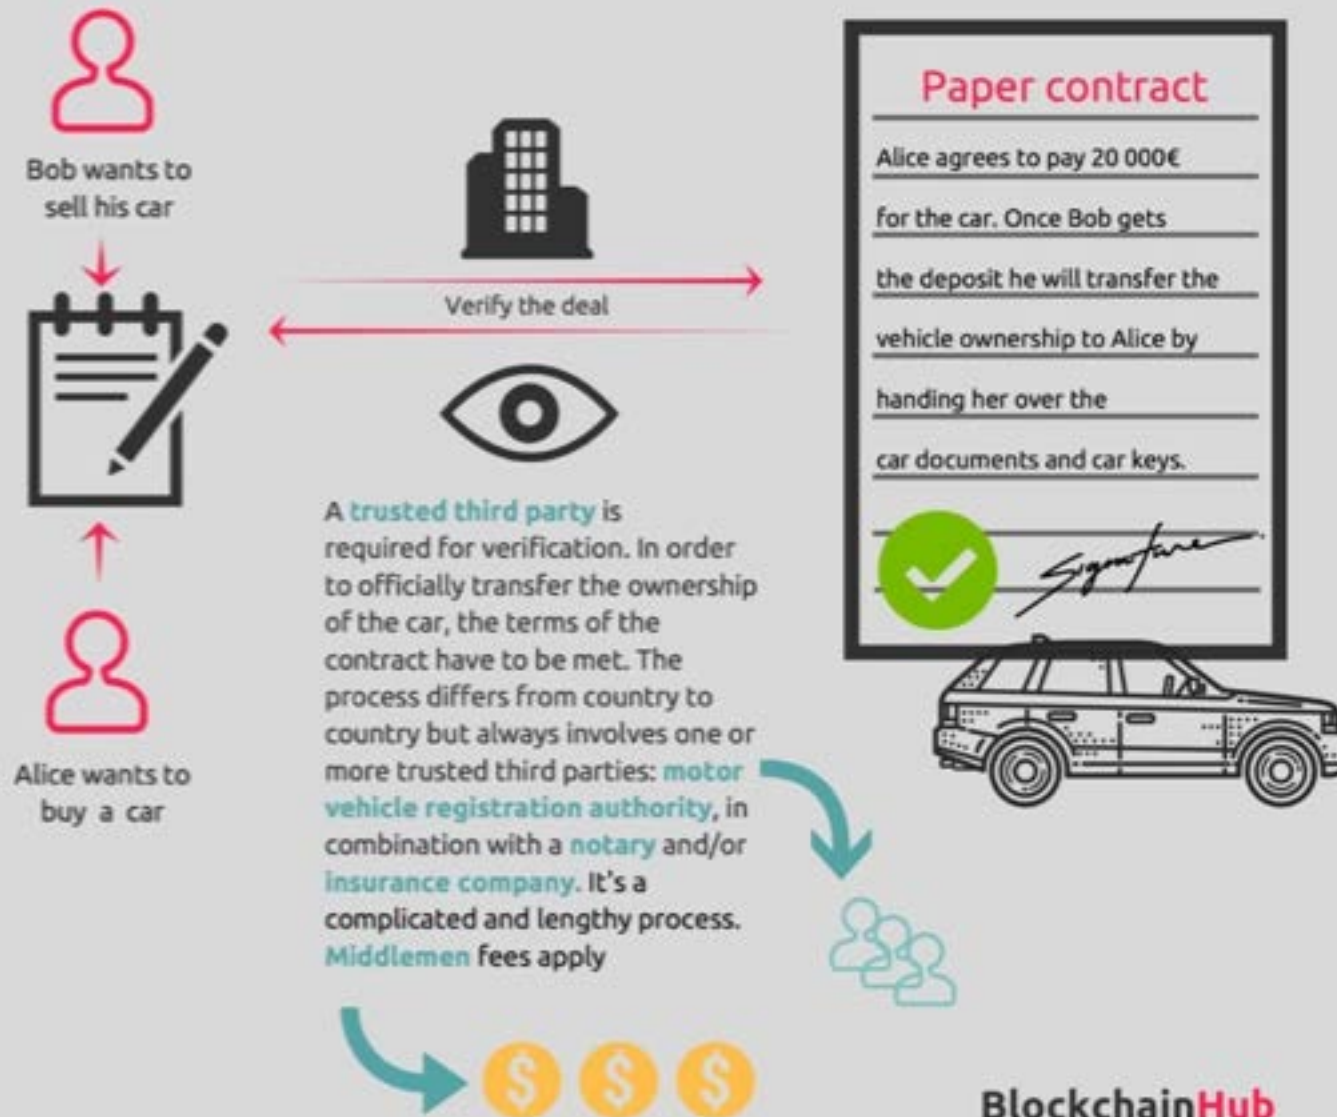 Bob wants to
sell his car
Alice wants to
buy a car
Verify the deal
A trusted third party is
required for verification. In order
to officially transfer the ownership
of the car, the terms of the
contract have to be met. The
process differs from country to
country but always involves one or
more trusted third parties: motor
vehicle registration authority, in
combination with a notary and/or
insurance company. It's a
complicated and lengthy process.
Middlemen fees apply
$ $ $
Paper contract
Alice agrees to pay 20 000€
for the car. Once Bob gets
the deposit he will transfer the
vehicle ownership to Alice by
handing her over the
car documents and car keys.
Signature
BlockchainHub